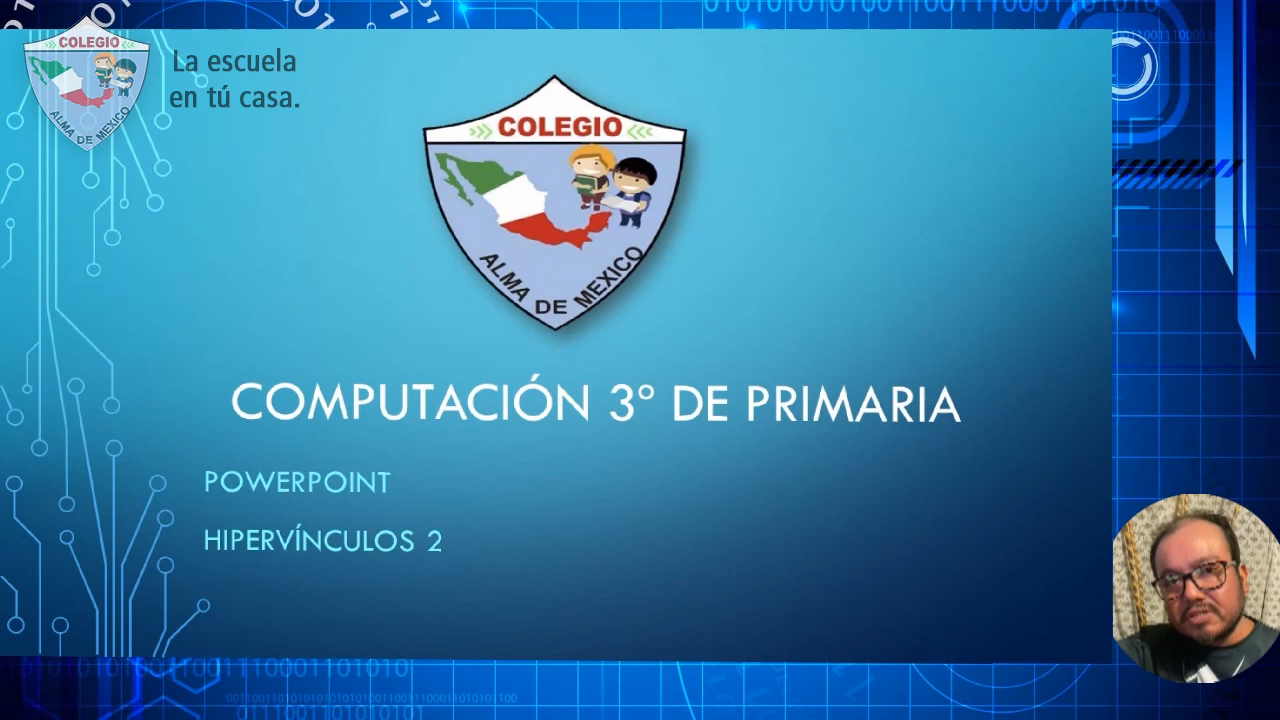 COLEGIO
ALMA DE MEXICO
La escuela
en tú casa.
COLEGIO
ALMA DE MEXICO
COMPUTACIÓN 3° DE PRIMARIA
POWERPOINT
HIPERVÍNCULOS 2